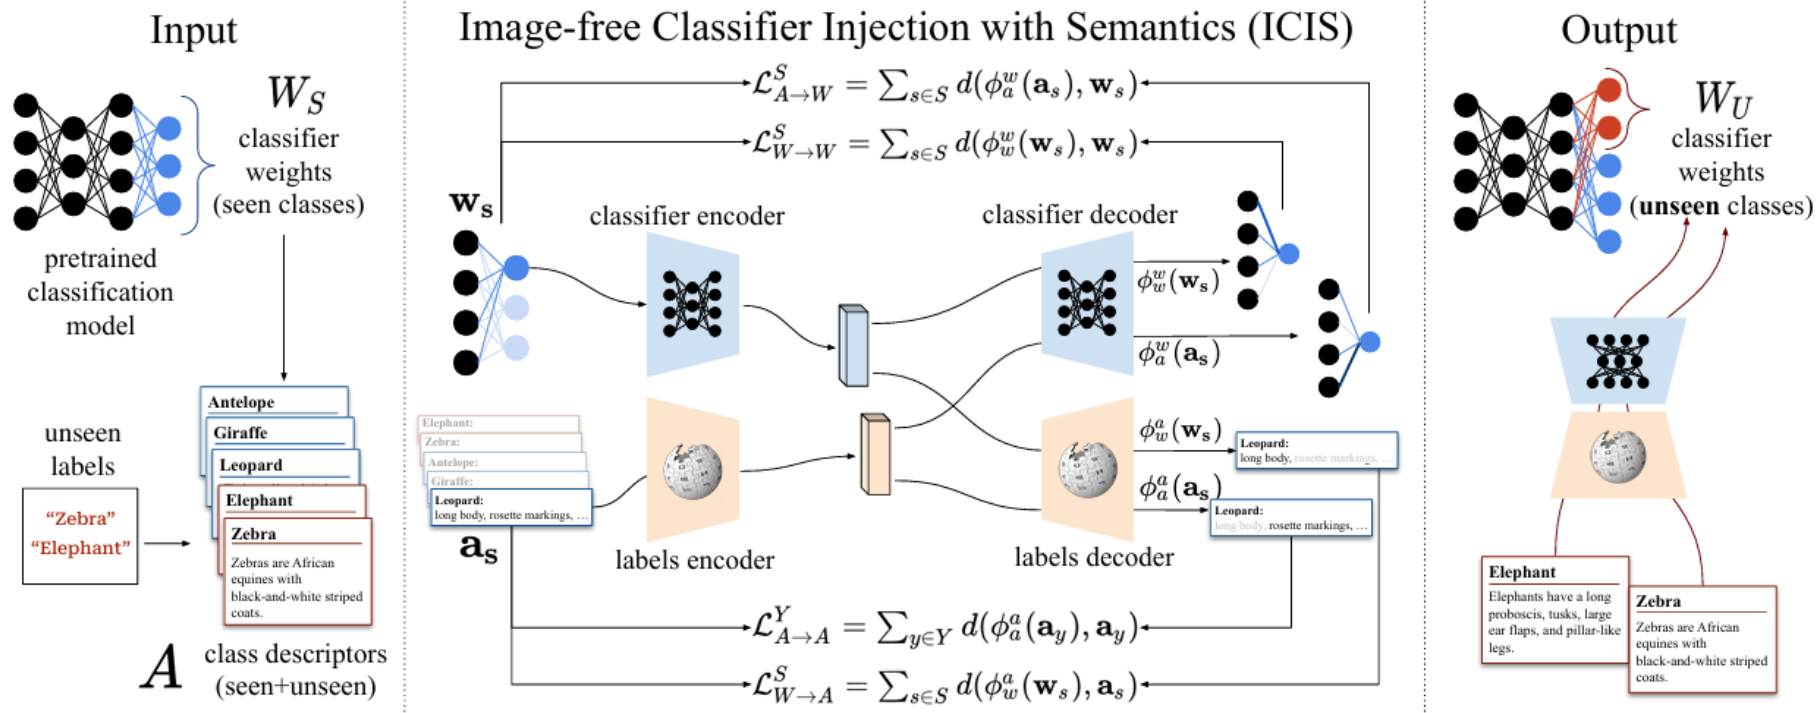 Input
W_S
classifier
weights
(seen classes)
pretrained
classification
model
unseen
labels
“Zebra”
“Elephant”
Antelope
Giraffe
Leopard
Elephant
Zebra
Zebras are African
equines with
black-and-white striped
coats.
A
class descriptors
(seen+unseen)
Image-free Classifier Injection with Semantics (ICIS)
ℒ^S_{A→W} = ∑_{s∈S} d(ϕ^w_a(a_s), w_s)
ℒ^S_{W→W} = ∑_{s∈S} d(ϕ^w_w(w_s), w_s)
w_s
classifier encoder
classifier decoder
ϕ^w_w(w_s)
ϕ^w_a(a_s)
Elephant:
Zebra:
Antelope:
Giraffe:
Leopard:
long body, rosette markings, ...
a_s
labels encoder
labels decoder
ϕ^a_w(w_s)
Leopard:
long body, rosette markings, ...
ϕ^a_a(a_s)
Leopard:
long body, rosette markings, ...
ℒ^Y_{A→A} = ∑_{y∈Y} d(ϕ^a_a(a_y), a_y)
ℒ^S_{W→A} = ∑_{s∈S} d(ϕ^a_w(w_s), a_s)
Output
W_U
classifier
weights
(unseen classes)
Elephant
Elephants have a long
proboscis, tusks, large
ear flaps, and pillar-like
legs.
Zebra
Zebras are African
equines with
black-and-white striped
coats.